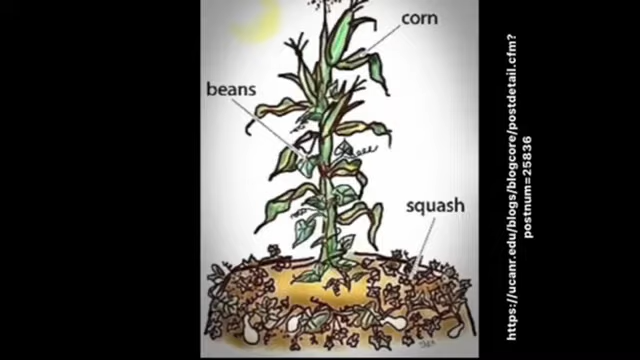 corn
beans
squash
https://ucanr.edu/blogs/blogcore/postdetail.cfm?
postnum=25836